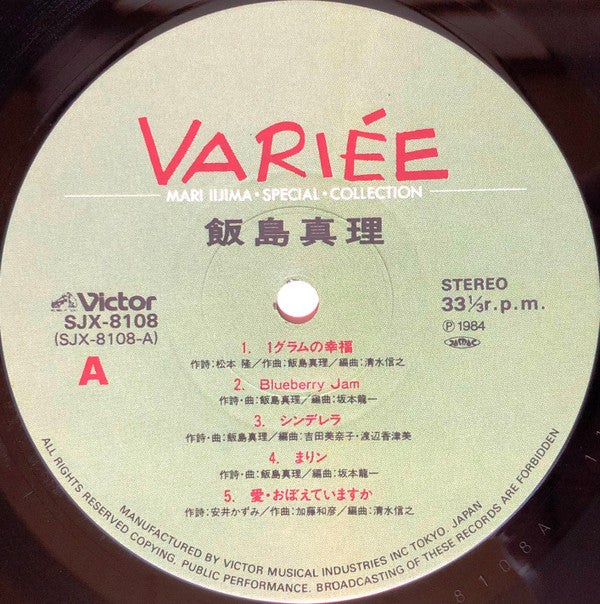 VARIÉE
MARI IIJIMA・SPECIAL・COLLECTION
飯島真理
Victor
SJX-8108
(SJX-8108-A)
A
STEREO
33⅓r.p.m.
Ⓟ 1984
1. 1グラムの幸福
作詩:松本 隆/作曲:飯島真理/編曲:清水信之
2. Blueberry Jam
作詩・曲:飯島真理/編曲:坂本龍一
3. シンデレラ
作詩・曲:飯島真理/編曲:吉田美奈子・渡辺香津美
4. まりン
作詩・曲:飯島真理/編曲:坂本龍一
5. 愛・おぼえていますか
作詩:安井かずみ/作曲:加藤和彦/編曲:清水信之
MANUFACTURED BY VICTOR MUSICAL INDUSTRIES INC TOKYO. JAPAN
ALL RIGHTS RESERVED COPYING. PUBLIC PERFORMANCE. BROADCASTING OF THESE RECORDS ARE FORBIDDEN
8108A